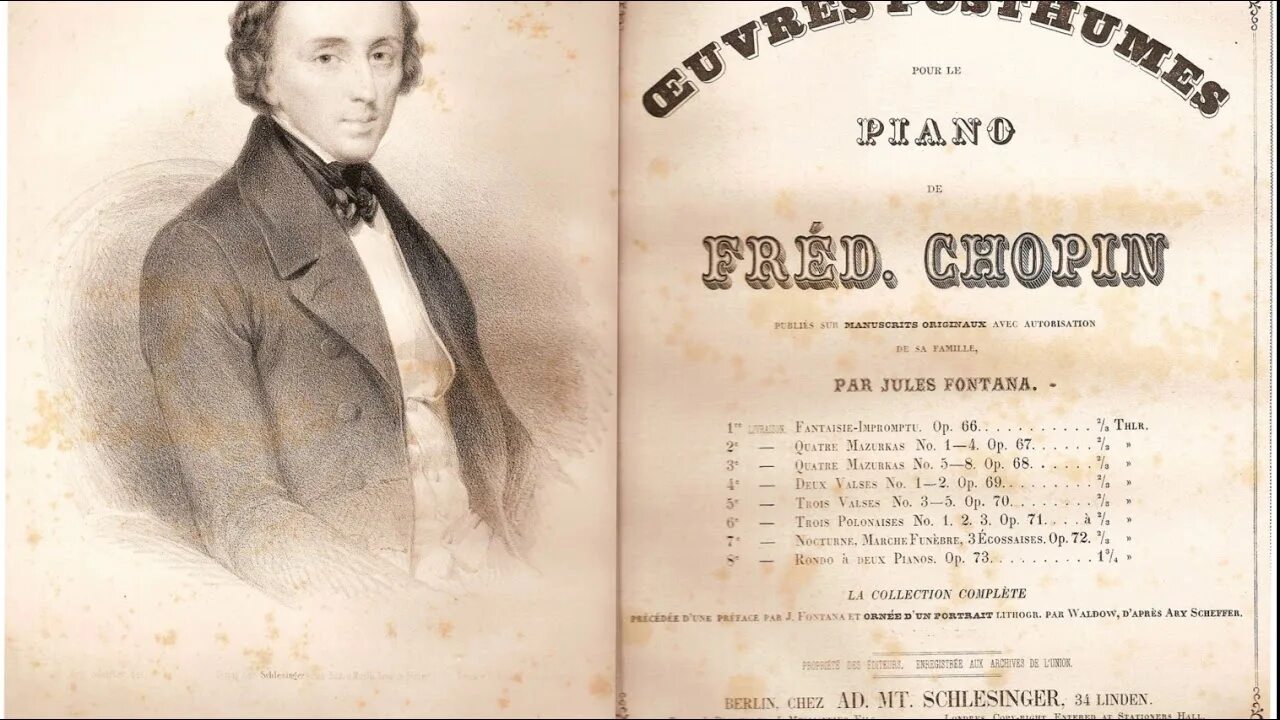 ŒUVRES POSTHUMES
POUR LE
PIANO
DE
FRÉD. CHOPIN
PUBLIÉS SUR MANUSCRITS ORIGINAUX AVEC AUTORISATION
DE SA FAMILLE,
PAR JULES FONTANA. -
1re LIVRAISON. FANTAISIE-IMPROMPTU. Op. 66. . . . . . . . . . . 2/3 THLR.
2e — QUATRE MAZURKAS No. 1—4. Op. 67. . . . . . 2/3 "
3e — QUATRE MAZURKAS No. 5—8. Op. 68. . . . . . 2/3 "
4e — DEUX VALSES No. 1—2. Op. 69. . . . . . . . . 2/3 "
5e — TROIS VALSES No. 3—5. Op. 70. . . . . . . . . 2/3 "
6e — TROIS POLONAISES No. 1. 2. 3. Op. 71. . . . à 2/3 "
7e — NOCTURNE, MARCHE FUNÈBRE, 3 ÉCOSSAISES. Op. 72. 2/3 "
8e — RONDO à DEUX PIANOS. Op. 73. . . . . . . . . . 1 3/4 "
LA COLLECTION COMPLÈTE
PRÉCÉDÉE D'UNE PRÉFACE PAR J. FONTANA ET ORNÉE D'UN PORTRAIT LITHOGR. PAR WALDOW, D'APRÈS ARY SCHEFFER.
PROPRIÉTÉ DES ÉDITEURS. ENREGISTRÉE AUX ARCHIVES DE L'UNION.
Schlesinger
BERLIN, CHEZ AD. MT. SCHLESINGER, 34 LINDEN.
LONDRES, COPY-RIGHT ENTERED AT STATIONERS HALL.